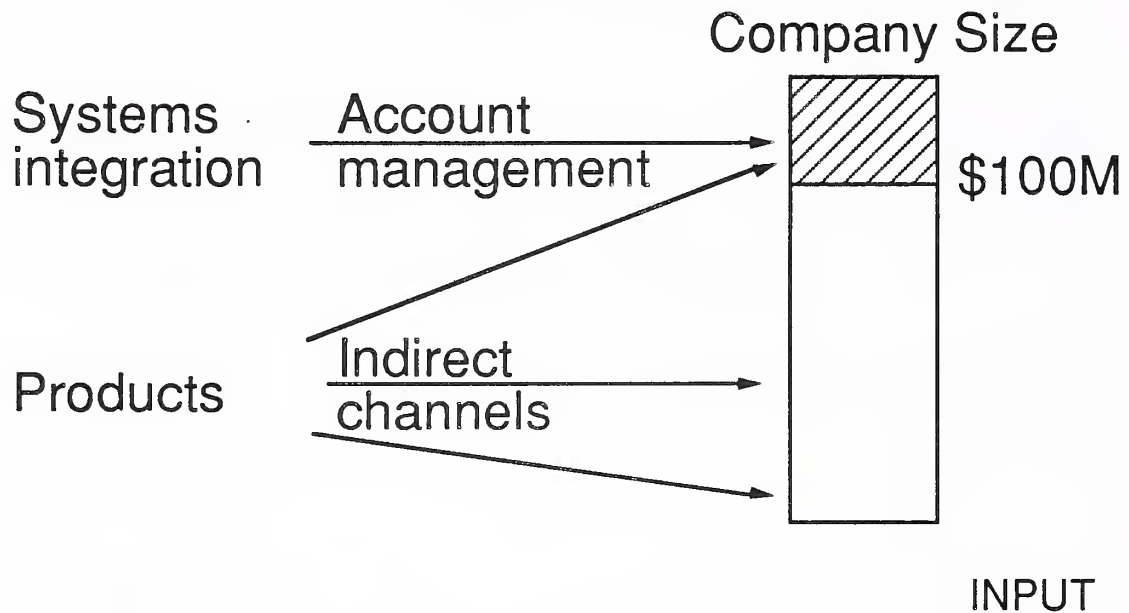 Company Size
Systems
integration
Account
management
$100M
Products
Indirect
channels
INPUT